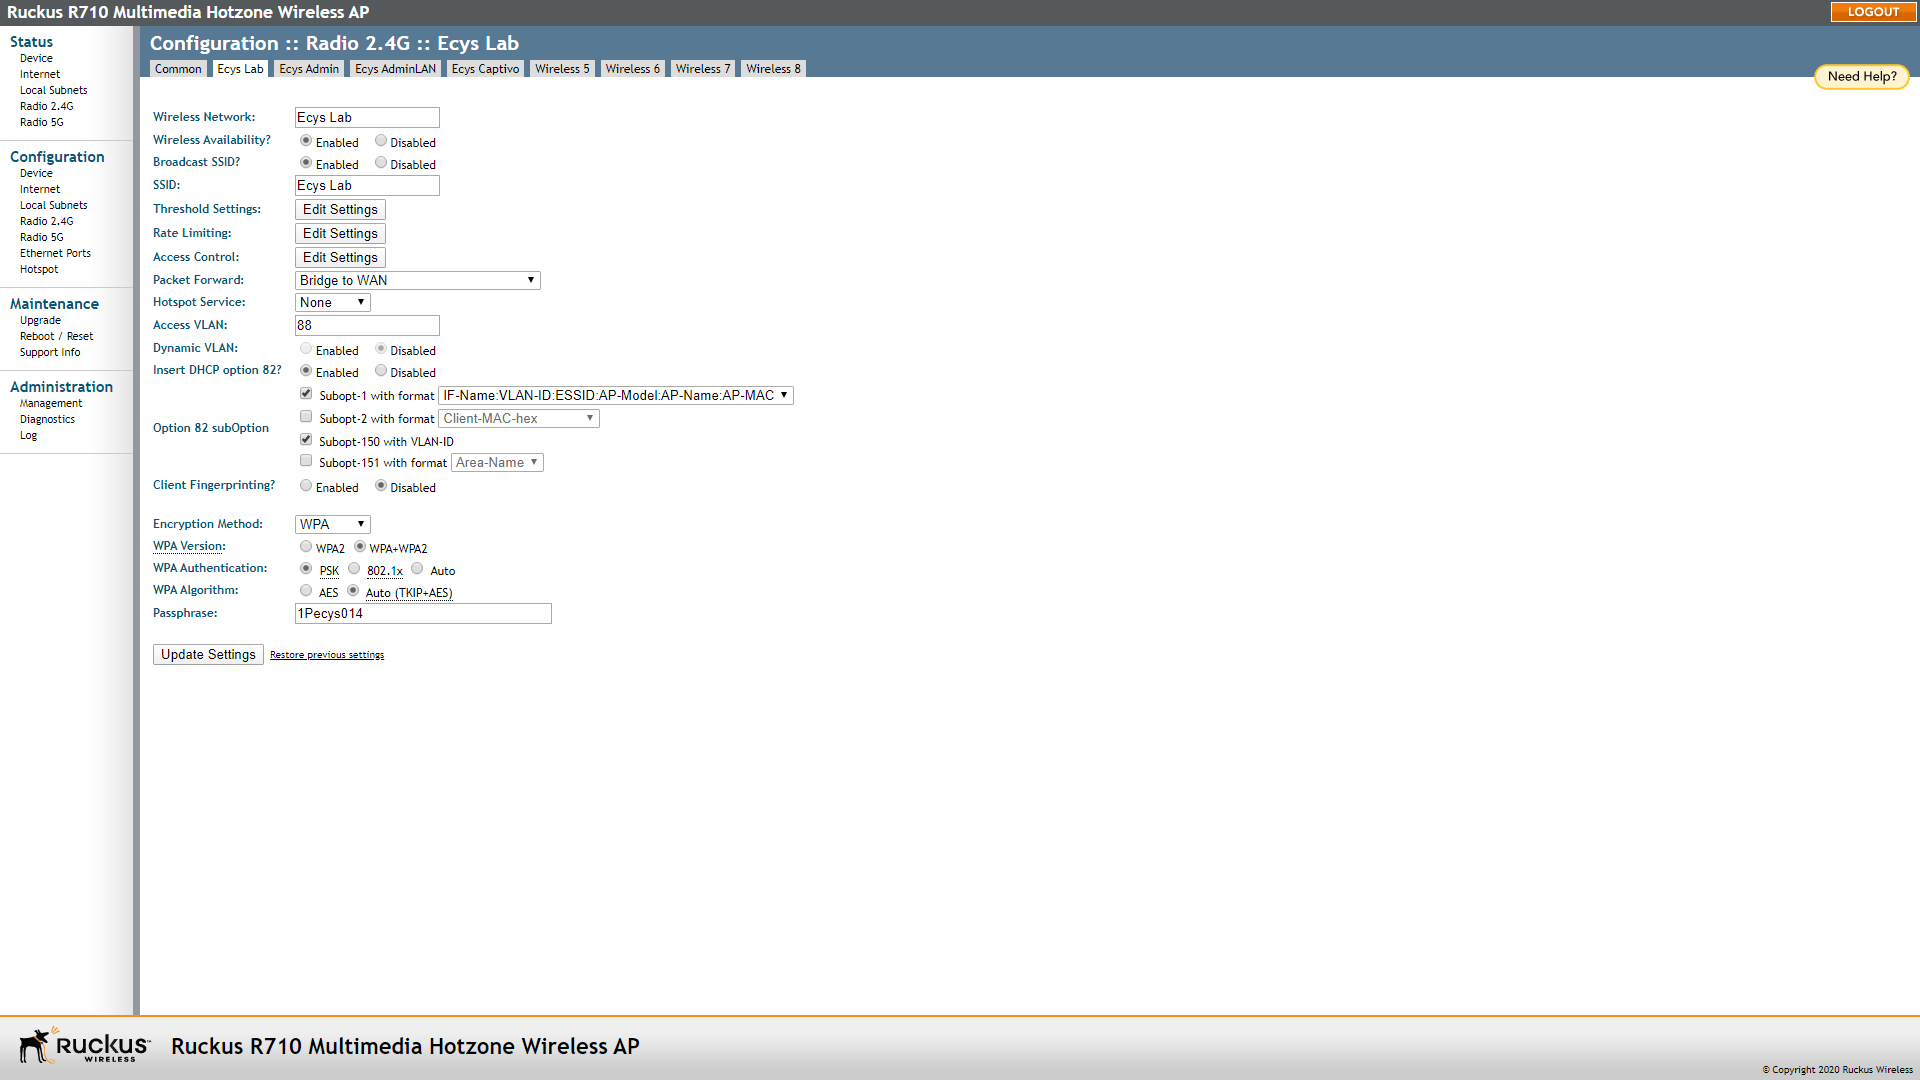 Ruckus R710 Multimedia Hotzone Wireless AP
LOGOUT
Status
Device
Internet
Local Subnets
Radio 2.4G
Radio 5G
Configuration
Device
Internet
Local Subnets
Radio 2.4G
Radio 5G
Ethernet Ports
Hotspot
Maintenance
Upgrade
Reboot / Reset
Support Info
Administration
Management
Diagnostics
Log
Configuration :: Radio 2.4G :: Ecys Lab
Common Ecys Lab Ecys Admin Ecys AdminLAN Ecys Captivo Wireless 5 Wireless 6 Wireless 7 Wireless 8
Need Help?
Wireless Network: Ecys Lab
Wireless Availability? Enabled Disabled
Broadcast SSID? Enabled Disabled
SSID: Ecys Lab
Threshold Settings: Edit Settings
Rate Limiting: Edit Settings
Access Control: Edit Settings
Packet Forward: Bridge to WAN
Hotspot Service: None
Access VLAN: 88
Dynamic VLAN: Enabled Disabled
Insert DHCP option 82? Enabled Disabled
Option 82 subOption
Subopt-1 with format IF-Name:VLAN-ID:ESSID:AP-Model:AP-Name:AP-MAC
Subopt-2 with format Client-MAC-hex
Subopt-150 with VLAN-ID
Subopt-151 with format Area-Name
Client Fingerprinting? Enabled Disabled
Encryption Method: WPA
WPA Version: WPA2 WPA+WPA2
WPA Authentication: PSK 802.1x Auto
WPA Algorithm: AES Auto (TKIP+AES)
Passphrase: 1Pecys014
Update Settings Restore previous settings
Ruckus WIRELESS
Ruckus R710 Multimedia Hotzone Wireless AP
© Copyright 2020 Ruckus Wireless